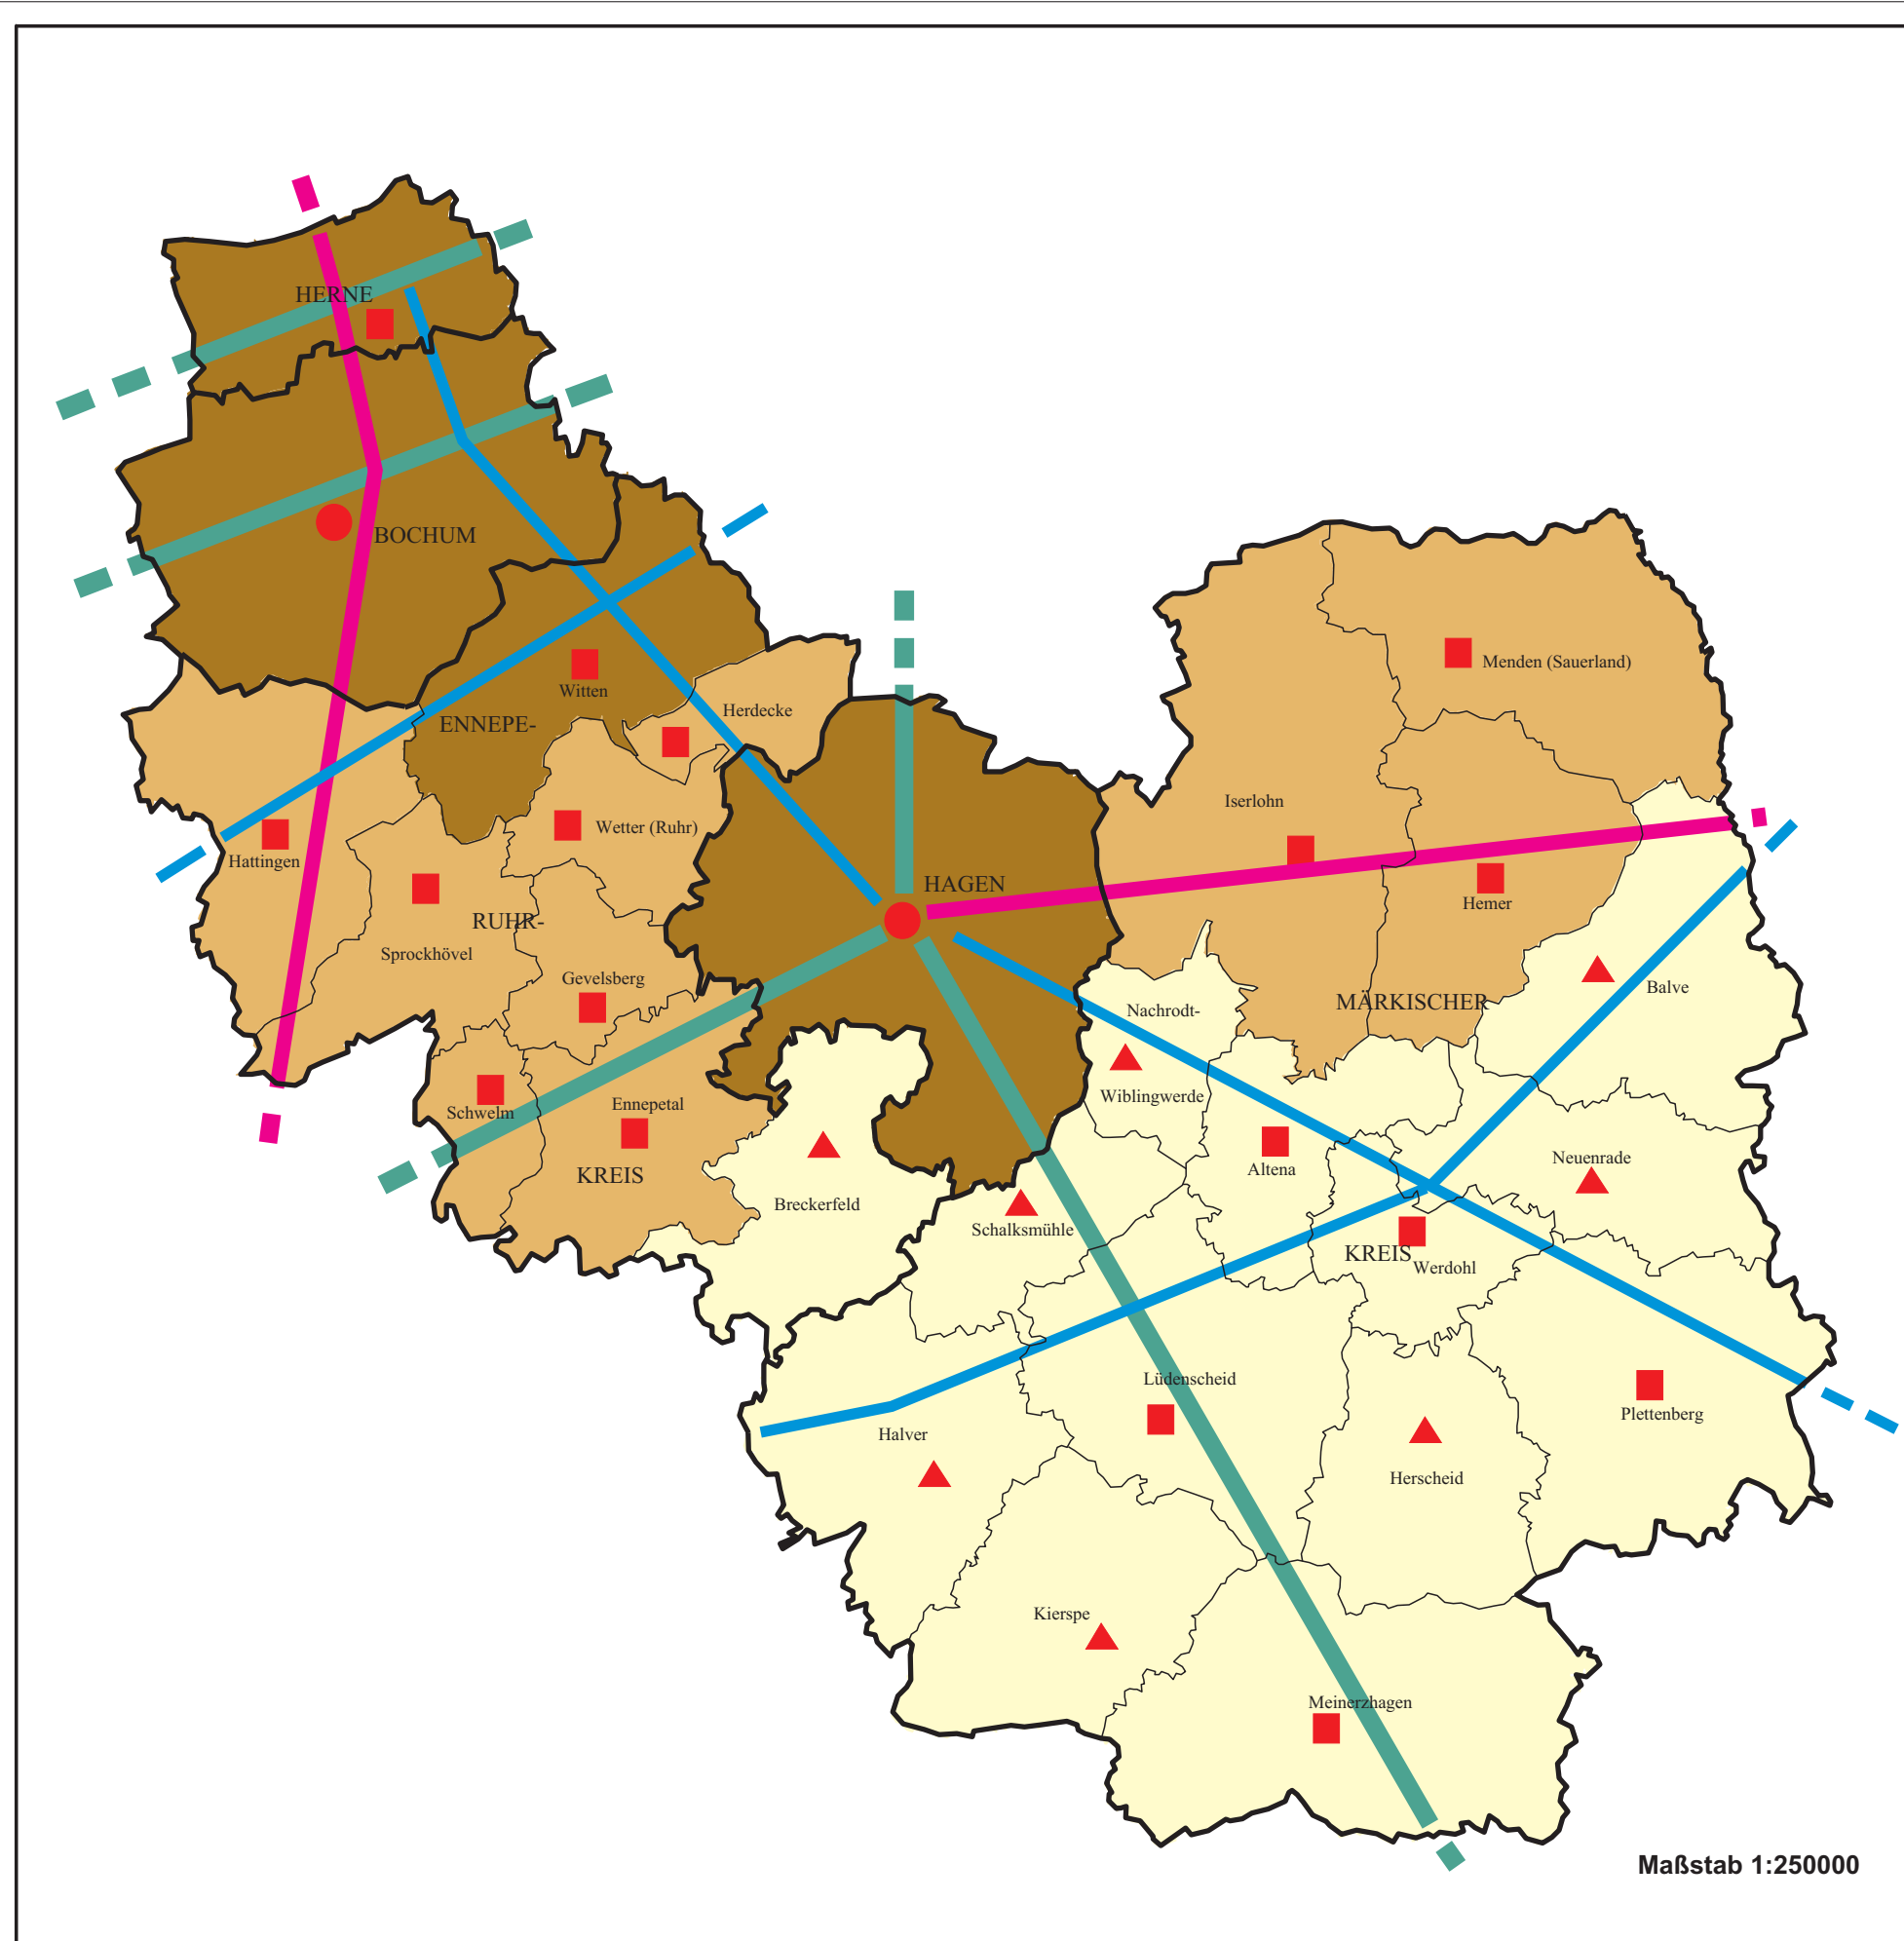 HERNE
BOCHUM
Witten
ENNEPE-
Herdecke
Menden (Sauerland)
Iserlohn
Wetter (Ruhr)
Hattingen
HAGEN
Hemer
RUHR-
Sprockhövel
Gevelsberg
Balve
MÄRKISCHER
Nachrodt-
Wiblingwerde
Ennepetal
Schwelm
Neuenrade
Altena
KREIS
Breckerfeld
Schalksmühle
KREIS
Werdohl
Lüdenscheid
Plettenberg
Halver
Herscheid
Kierspe
Meinerzhagen
Maßstab 1:250000